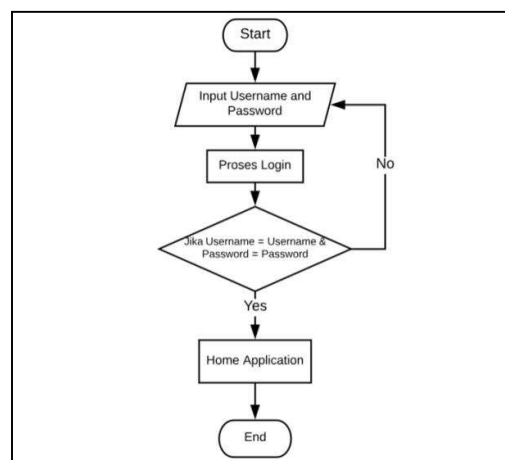 Start
Input Username and
Password
Proses Login
No
Jika Username = Username &
Password = Password
Yes
Home Application
End